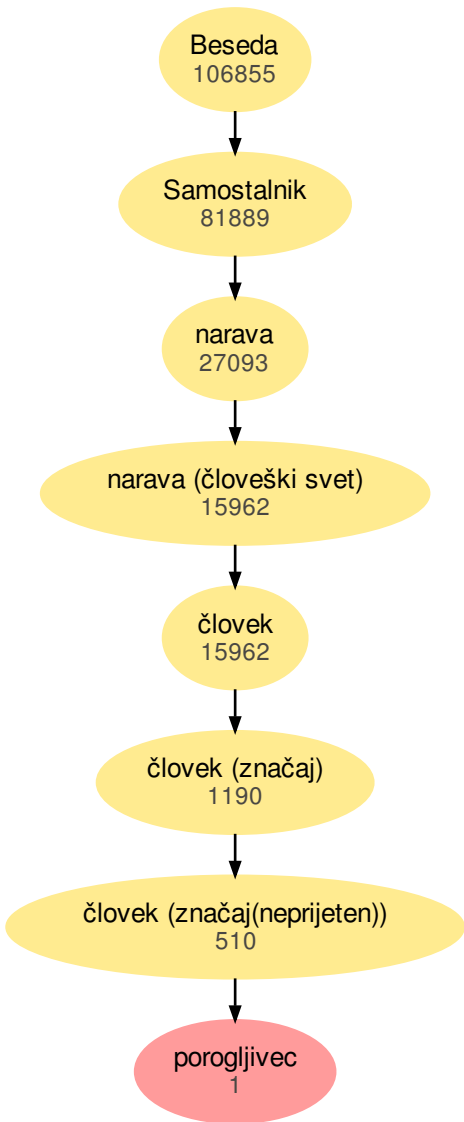 Beseda
106855
Samostalnik
81889
narava
27093
narava (človeški svet)
15962
človek
15962
človek (značaj)
1190
človek (značaj(neprijeten))
510
porogljivec
1